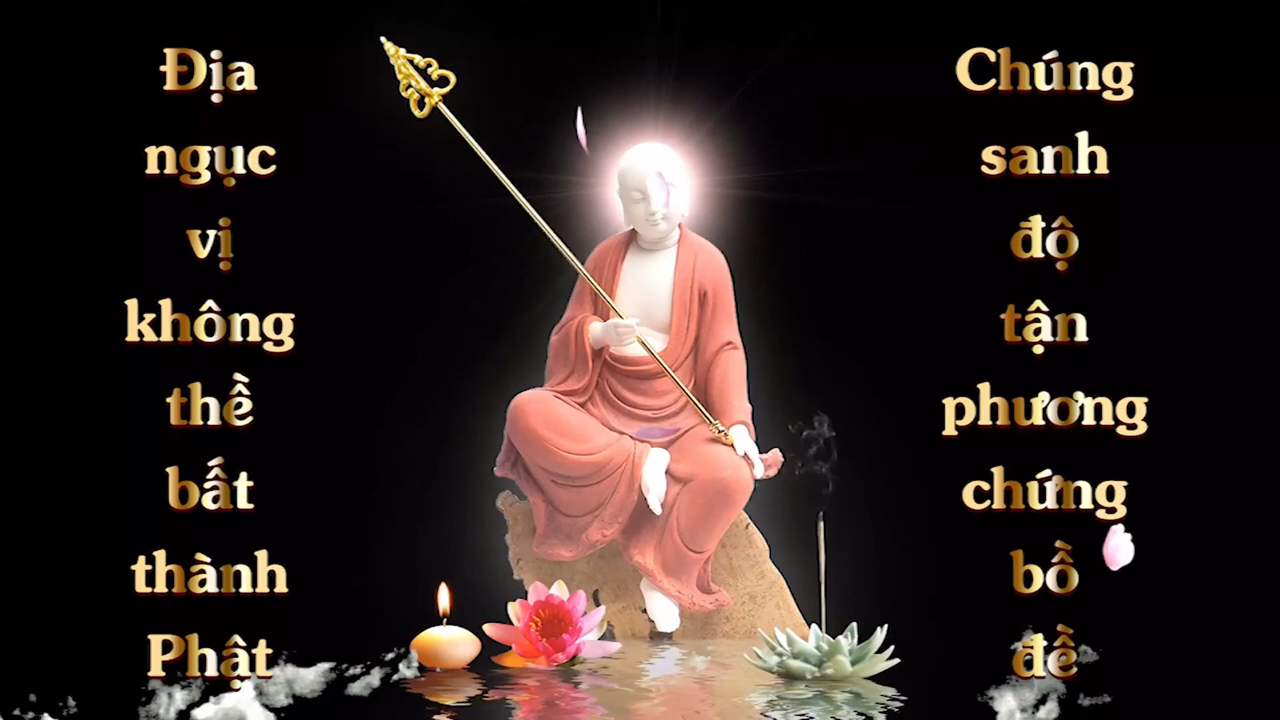 Địa
ngục
vị
không
thề
bất
thành
Phật
Chúng
sanh
độ
tận
phương
chứng
bồ
đề